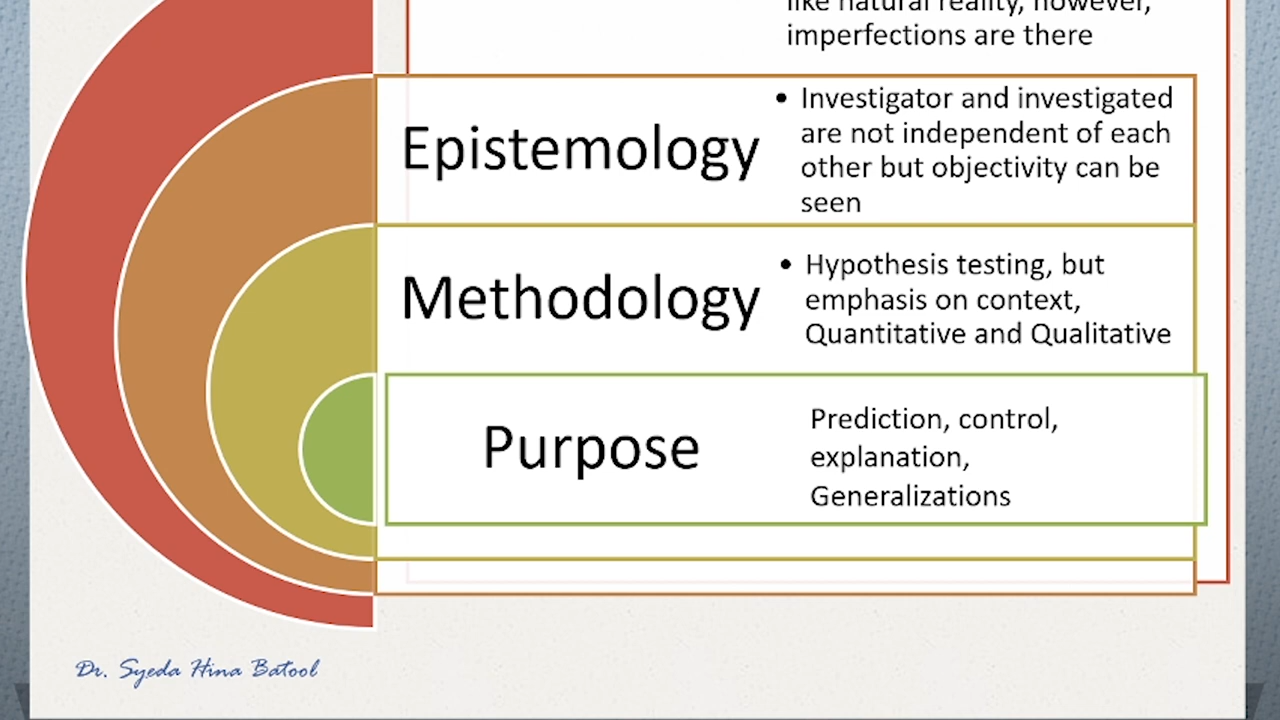 like natural reality, however,
imperfections are there
Epistemology
• Investigator and investigated
are not independent of each
other but objectivity can be
seen
Methodology
• Hypothesis testing, but
emphasis on context,
Quantitative and Qualitative
Purpose
Prediction, control,
explanation,
Generalizations
Dr. Syeda Hina Batool